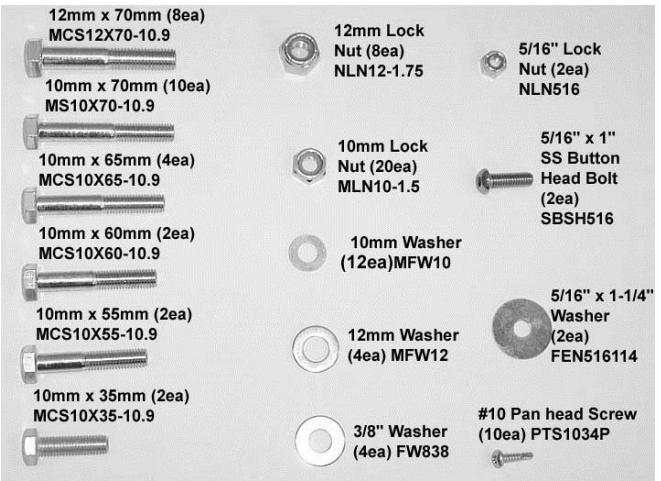 12mm x 70mm (8ea)
MCS12X70-10.9
10mm x 70mm (10ea)
MS10X70-10.9
10mm x 65mm (4ea)
MCS10X65-10.9
10mm x 60mm (2ea)
MCS10X60-10.9
10mm x 55mm (2ea)
MCS10X55-10.9
10mm x 35mm (2ea)
MCS10X35-10.9
12mm Lock
Nut (8ea)
NLN12-1.75
10mm Lock
Nut (20ea)
MLN10-1.5
10mm Washer
(12ea)MFW10
12mm Washer
(4ea) MFW12
3/8" Washer
(4ea) FW838
5/16" Lock
Nut (2ea)
NLN516
5/16" x 1"
SS Button
Head Bolt
(2ea)
SBSH516
5/16" x 1-1/4"
Washer
(2ea)
FEN516114
#10 Pan head Screw
(10ea) PTS1034P